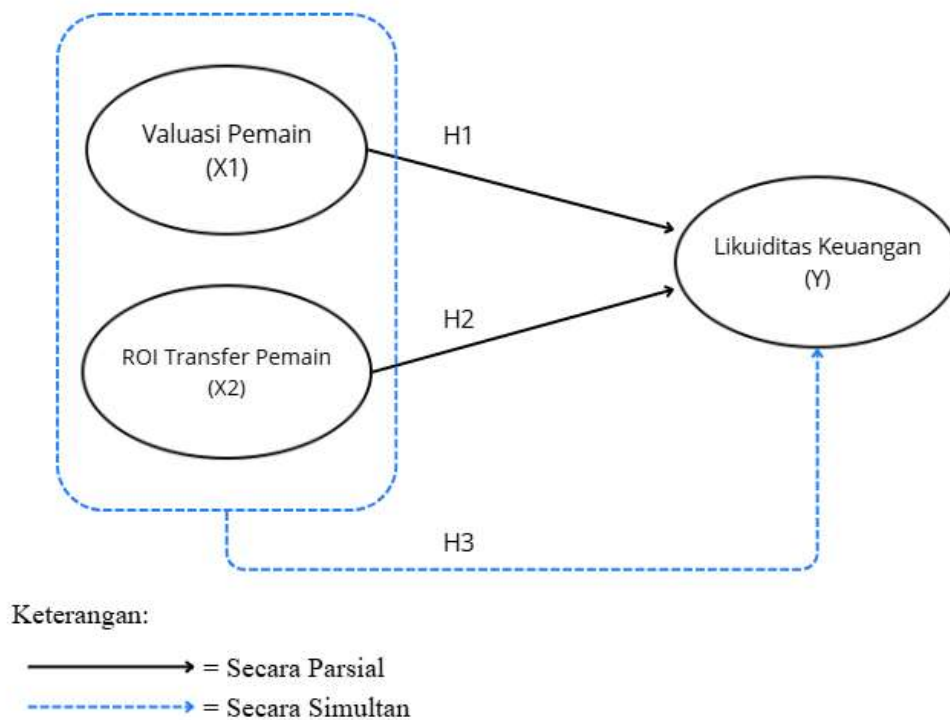 Valuasi Pemain
(X1)
H1
Likuiditas Keuangan
(Y)
H2
ROI Transfer Pemain
(X2)
H3
Keterangan:
= Secara Parsial
= Secara Simultan